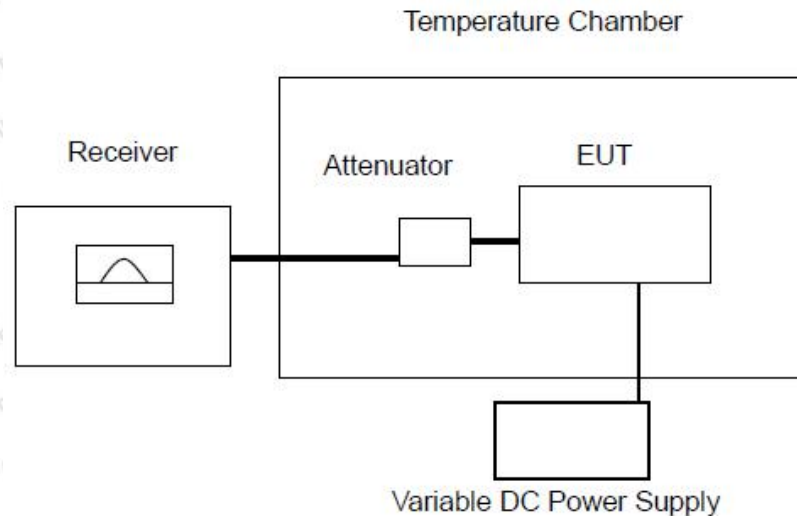 Temperature Chamber
Receiver
Attenuator
EUT
Variable DC Power Supply